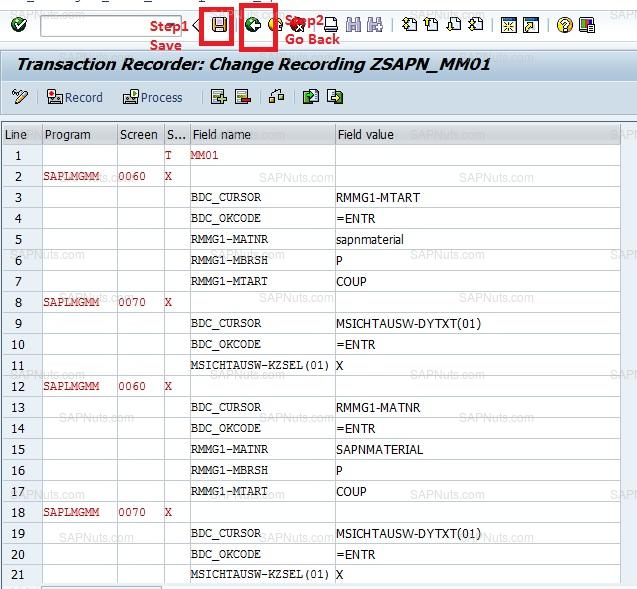 Step1
Save
Step2
Go Back
Transaction Recorder: Change Recording ZSAPN_MM01
Record Process
Line Program Screen S... Field name Field value
1 T MM01
2 SAPLMGMM 0060 X
3 BDC_CURSOR RMMG1-MTART
4 BDC_OKCODE =ENTR
5 RMMG1-MATNR sapnmaterial
6 RMMG1-MBRSH P
7 RMMG1-MTART COUP
8 SAPLMGMM 0070 X
9 BDC_CURSOR MSICHTAUSW-DYTXT(01)
10 BDC_OKCODE =ENTR
11 MSICHTAUSW-KZSEL(01) X
12 SAPLMGMM 0060 X
13 BDC_CURSOR RMMG1-MATNR
14 BDC_OKCODE =ENTR
15 RMMG1-MATNR SAPNMATERIAL
16 RMMG1-MBRSH P
17 RMMG1-MTART COUP
18 SAPLMGMM 0070 X
19 BDC_CURSOR MSICHTAUSW-DYTXT(01)
20 BDC_OKCODE =ENTR
21 MSICHTAUSW-KZSEL(01) X
SAPNuts.com